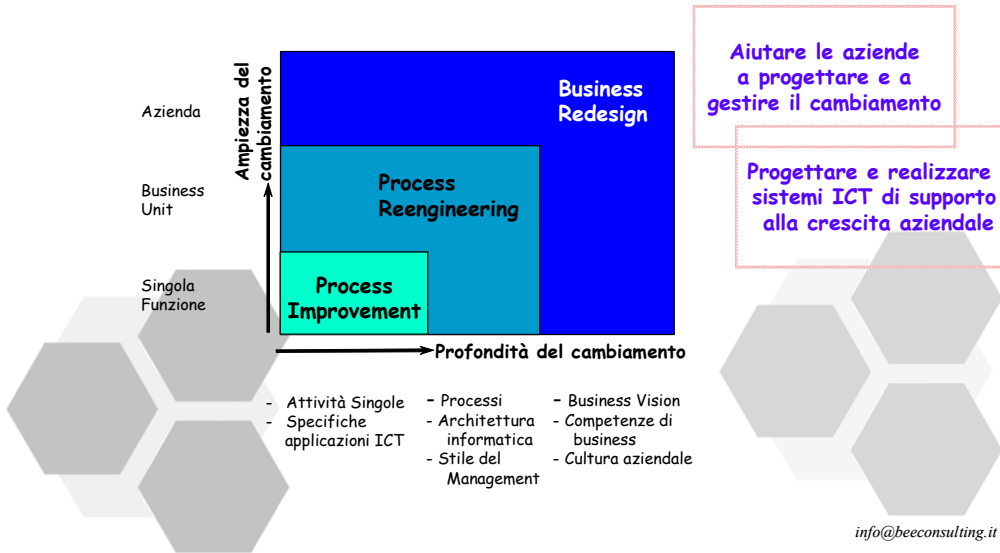 Ampiezza del
cambiamento
Azienda
Business
Unit
Singola
Funzione
Business
Redesign
Process
Reengineering
Process
Improvement
Profondità del cambiamento
- Attività Singole
- Specifiche
applicazioni ICT
- Processi
- Architettura
informatica
- Stile del
Management
- Business Vision
- Competenze di
business
- Cultura aziendale
Aiutare le aziende
a progettare e a
gestire il cambiamento
Progettare e realizzare
sistemi ICT di supporto
alla crescita aziendale
info@beeconsulting.it